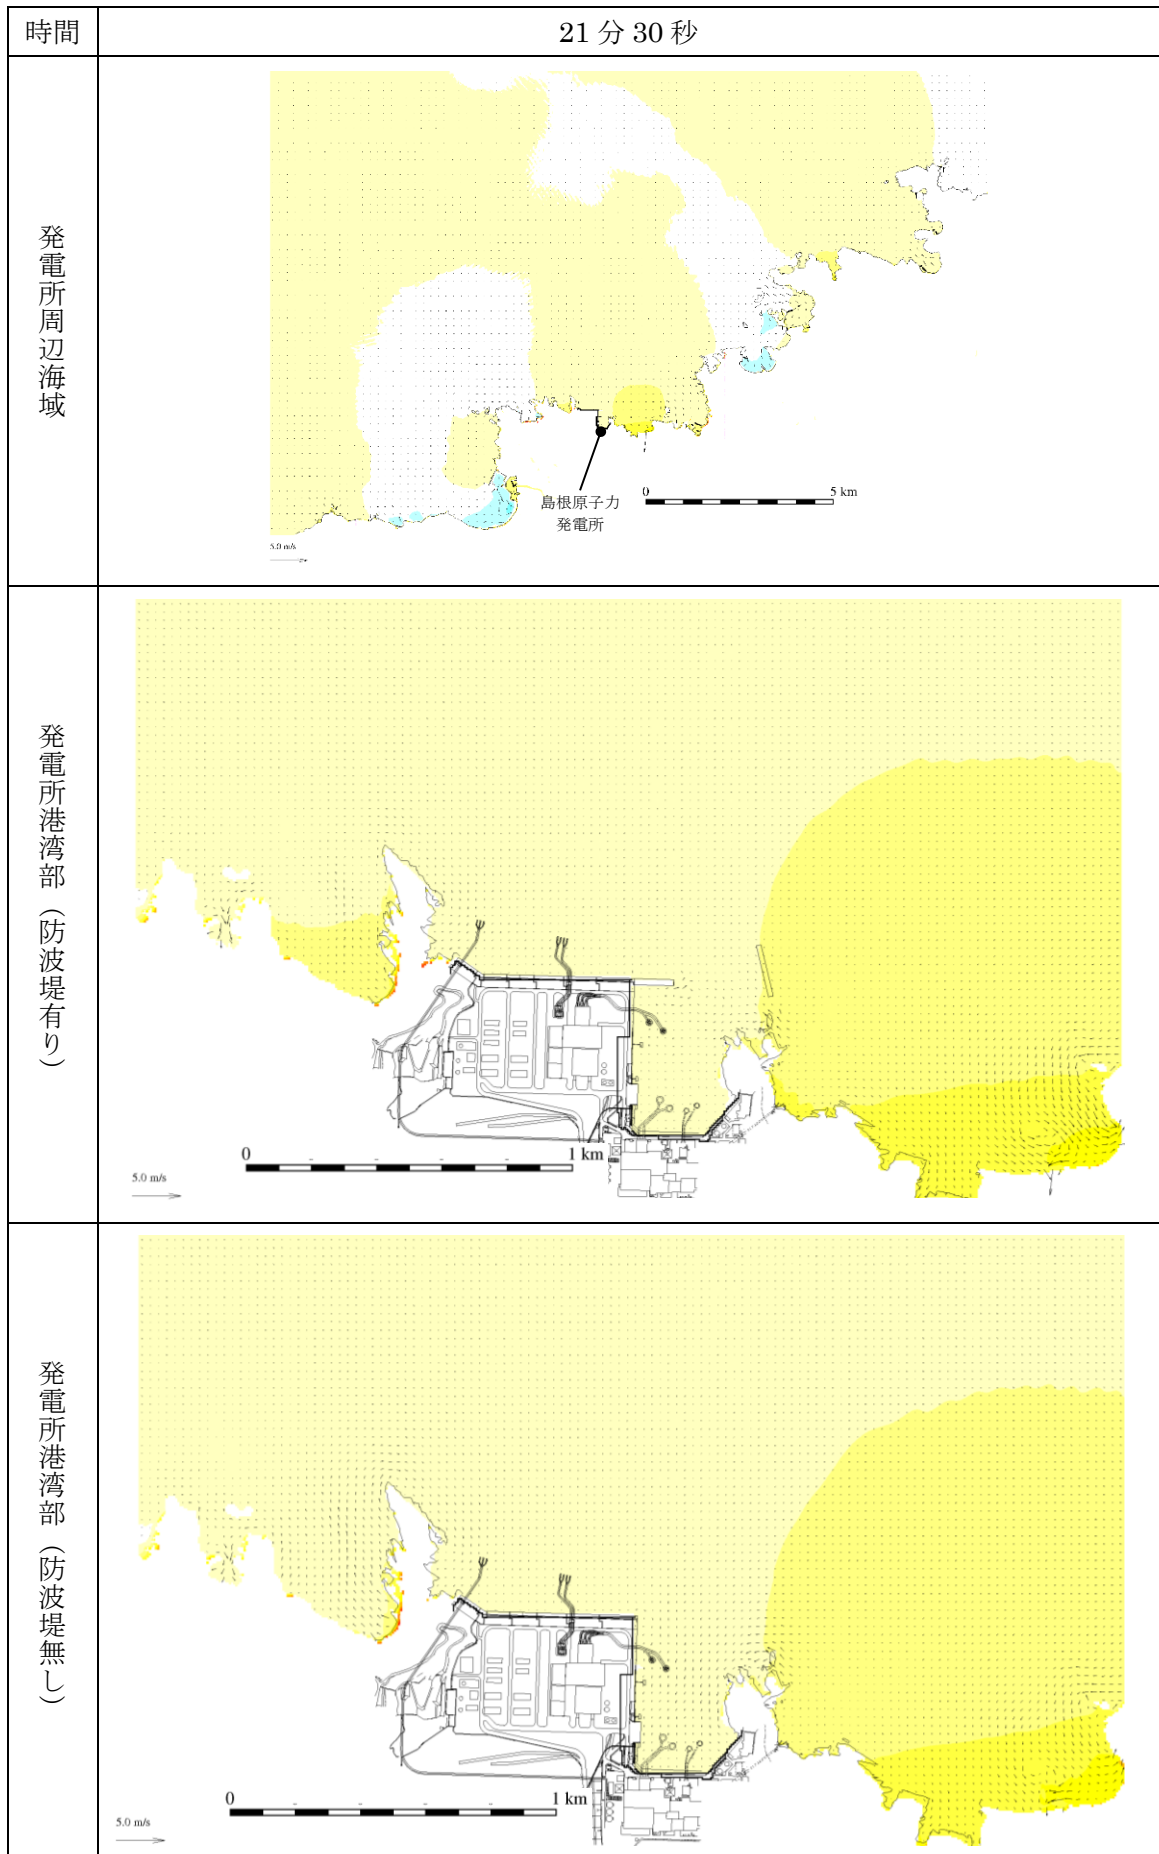 時間
21分30秒
発電所周辺海域
島根原子力
発電所
0
5 km
5.0 m/s
発電所港湾部（防波堤有り）
0
1 km
5.0 m/s
発電所港湾部（防波堤無し）
0
1 km
5.0 m/s